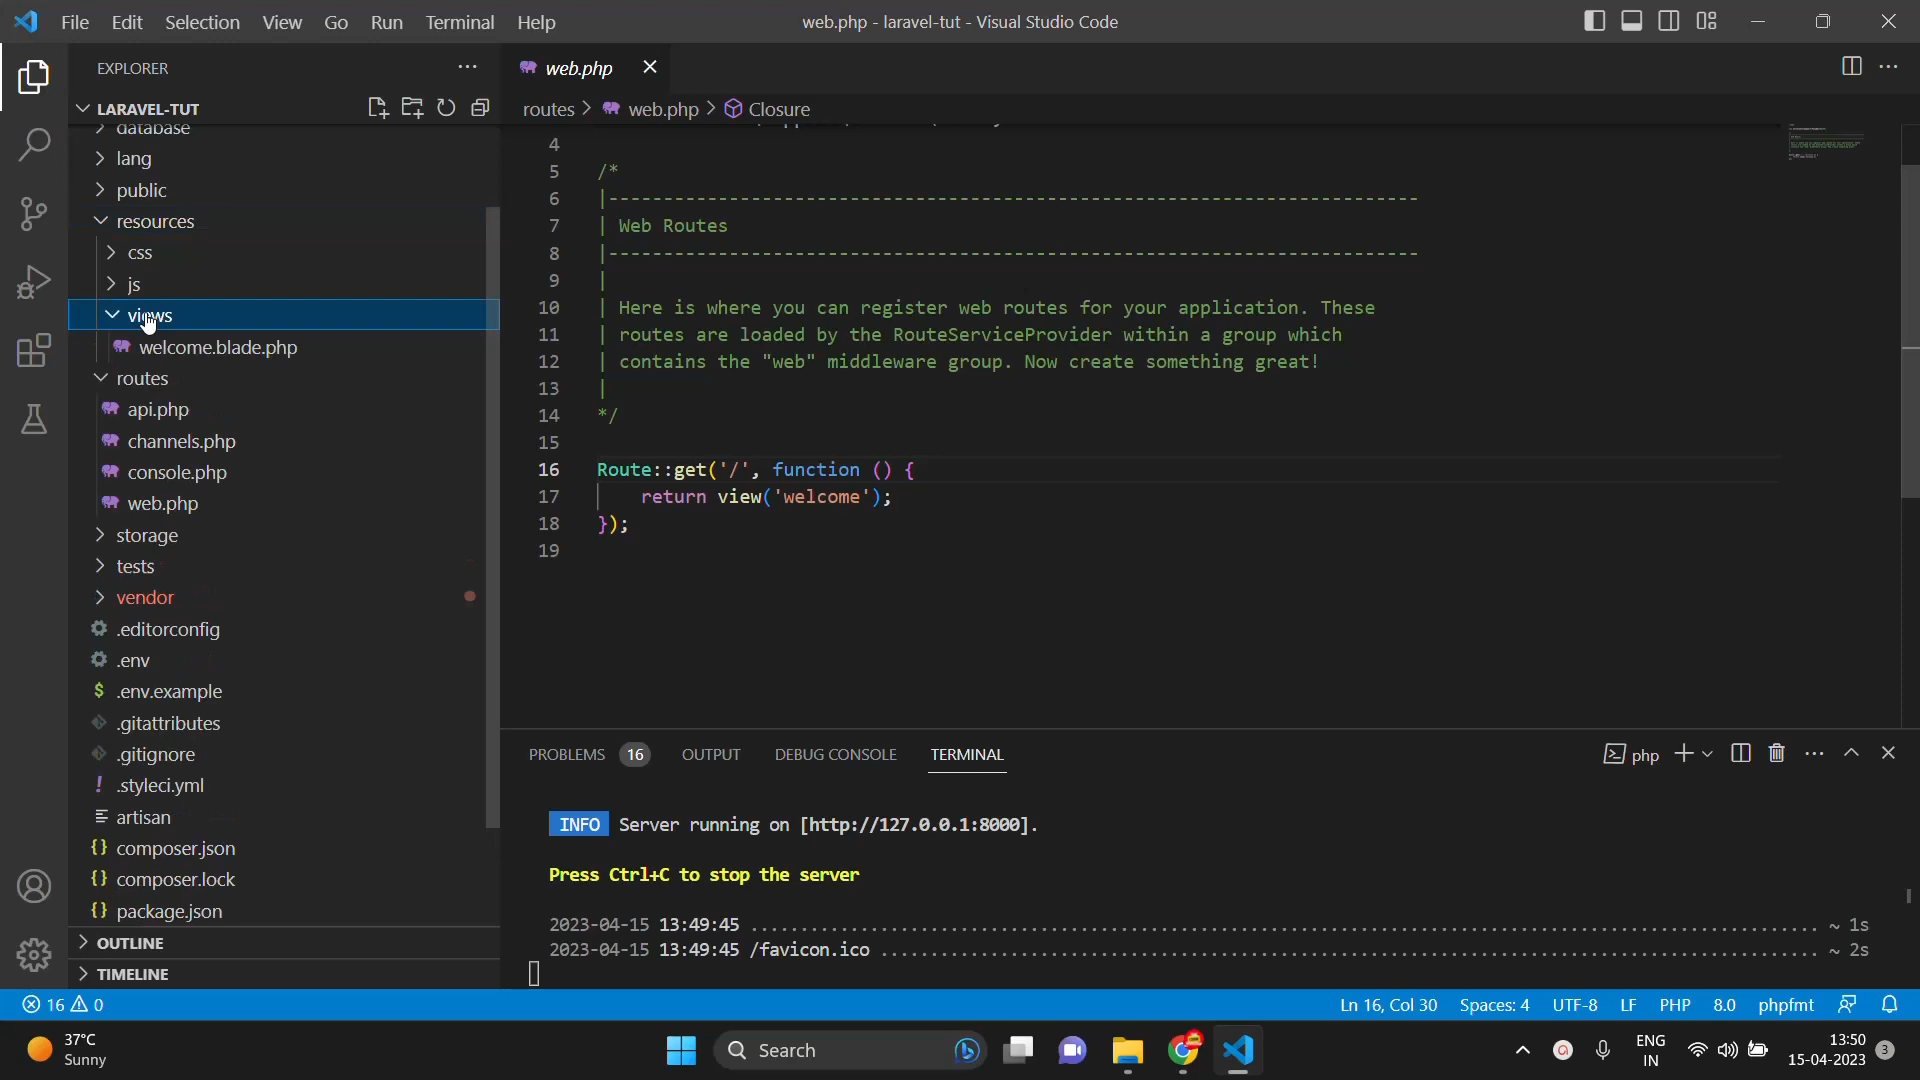 File Edit Selection View Go Run Terminal Help
web.php - laravel-tut - Visual Studio Code
EXPLORER
LARAVEL-TUT
database
lang
public
resources
css
js
views
welcome.blade.php
routes
api.php
channels.php
console.php
web.php
storage
tests
vendor
.editorconfig
.env
.env.example
.gitattributes
.gitignore
.styleci.yml
artisan
composer.json
composer.lock
package.json
OUTLINE
TIMELINE
web.php
routes > web.php > Closure
4
5 /*
6 |--------------------------------------------------------------------------
7 | Web Routes
8 |--------------------------------------------------------------------------
9 |
10 | Here is where you can register web routes for your application. These
11 | routes are loaded by the RouteServiceProvider within a group which
12 | contains the "web" middleware group. Now create something great!
13 |
14 */
15
16 Route::get('/', function () {
17 return view('welcome');
18 });
19
PROBLEMS 16 OUTPUT DEBUG CONSOLE TERMINAL
php
INFO Server running on [http://127.0.0.1:8000].
Press Ctrl+C to stop the server
2023-04-15 13:49:45 ................................................................ ~ 1s
2023-04-15 13:49:45 /favicon.ico ................................................................ ~ 2s
16 0
Ln 16, Col 30 Spaces: 4 UTF-8 LF PHP 8.0 phpfmt
37°C
Sunny
Search
ENG
IN
13:50
15-04-2023
3